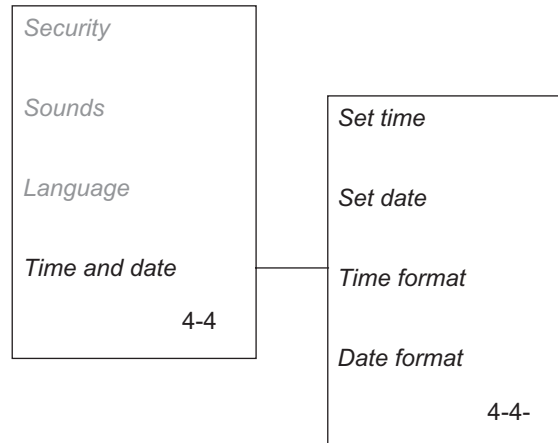 Security
Sounds
Language
Time and date
4-4
Set time
Set date
Time format
Date format
4-4-